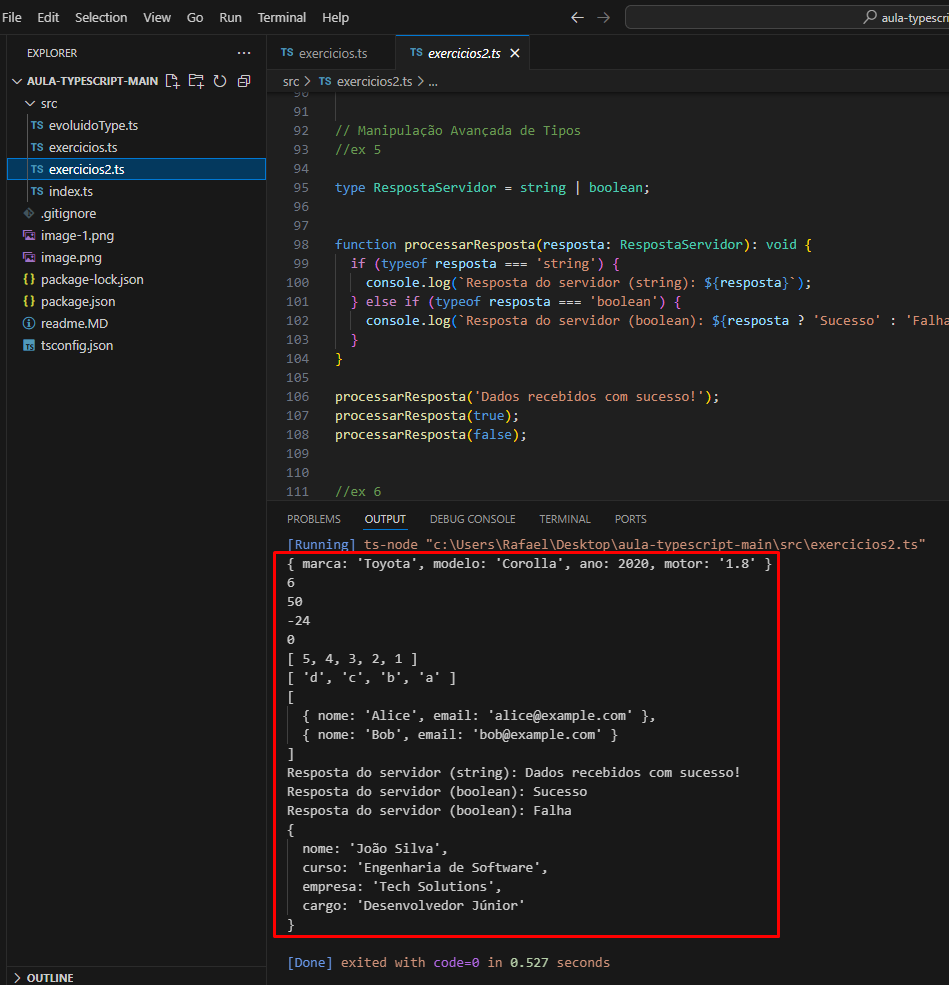 File Edit Selection View Go Run Terminal Help
aula-typescri
EXPLORER
AULA-TYPESCRIPT-MAIN
src
TS evoluidoType.ts
TS exercicios.ts
TS exercicios2.ts
TS index.ts
.gitignore
image-1.png
image.png
{} package-lock.json
{} package.json
readme.MD
TS tsconfig.json
OUTLINE
TS exercicios.ts
TS exercicios2.ts
src > TS exercicios2.ts > ...
90
91
92 // Manipulação Avançada de Tipos
93 //ex 5
94
95 type RespostaServidor = string | boolean;
96
97
98 function processarResposta(resposta: RespostaServidor): void {
99 if (typeof resposta === 'string') {
100 console.log(`Resposta do servidor (string): ${resposta}`);
101 } else if (typeof resposta === 'boolean') {
102 console.log(`Resposta do servidor (boolean): ${resposta ? 'Sucesso' : 'Falha
103 }
104 }
105
106 processarResposta('Dados recebidos com sucesso!');
107 processarResposta(true);
108 processarResposta(false);
109
110
111 //ex 6
PROBLEMS OUTPUT DEBUG CONSOLE TERMINAL PORTS
[Running] ts-node "c:\Users\Rafael\Desktop\aula-typescript-main\src\exercicios2.ts"
{ marca: 'Toyota', modelo: 'Corolla', ano: 2020, motor: '1.8' }
6
50
-24
0
[ 5, 4, 3, 2, 1 ]
[ 'd', 'c', 'b', 'a' ]
[
{ nome: 'Alice', email: 'alice@example.com' },
{ nome: 'Bob', email: 'bob@example.com' }
]
Resposta do servidor (string): Dados recebidos com sucesso!
Resposta do servidor (boolean): Sucesso
Resposta do servidor (boolean): Falha
{
nome: 'João Silva',
curso: 'Engenharia de Software',
empresa: 'Tech Solutions',
cargo: 'Desenvolvedor Júnior'
}
[Done] exited with code=0 in 0.527 seconds